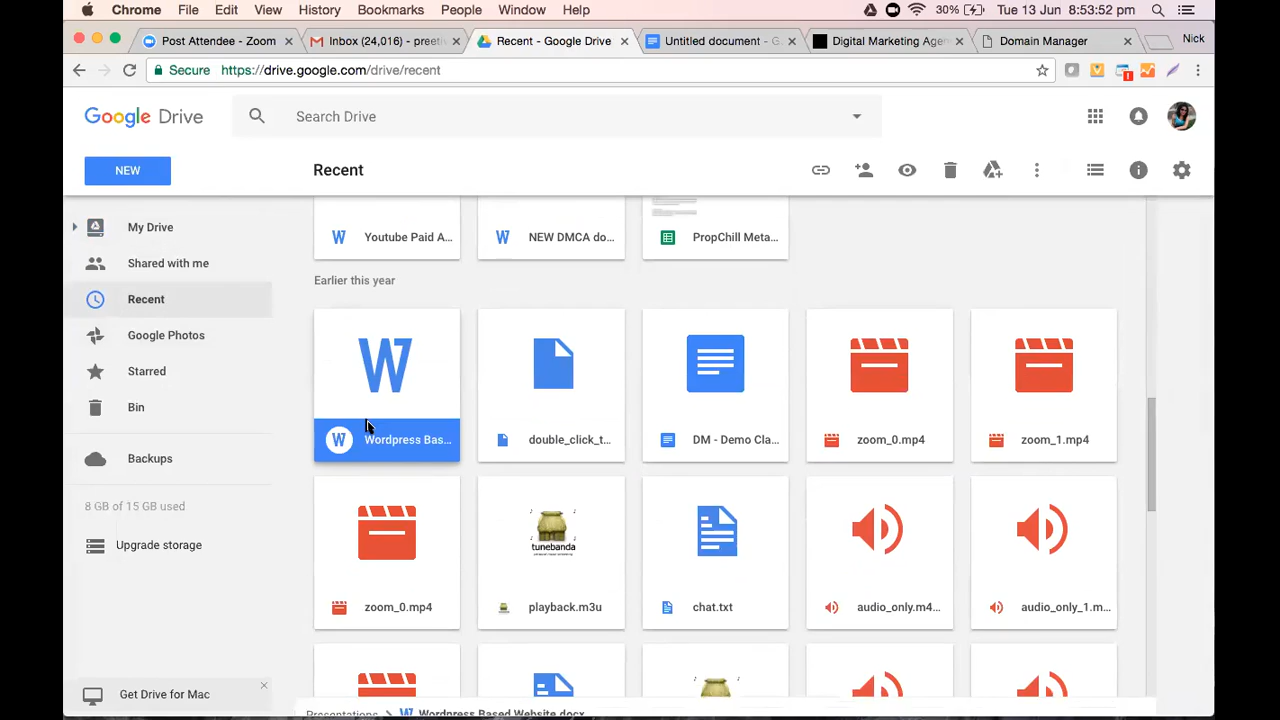 Chrome File Edit View History Bookmarks People Window Help 30% Tue 13 Jun 8:53:52 pm
Post Attendee - Zoom Inbox (24,016) - preetiv Recent - Google Drive Untitled document - G Digital Marketing Agen Domain Manager Nick
Secure https://drive.google.com/drive/recent
Google Drive Search Drive
NEW Recent
My Drive
Shared with me
Recent
Google Photos
Starred
Bin
Backups
8 GB of 15 GB used
Upgrade storage
Get Drive for Mac
W Youtube Paid A... W NEW DMCA do... PropChill Meta...
Earlier this year
W
W Wordpress Bas... double_click_t... DM - Demo Cla... zoom_0.mp4 zoom_1.mp4
tunebanda
zoom_0.mp4 playback.m3u chat.txt audio_only.m4... audio_only_1.m...
Presentations > W Wordpress Based Website.docx